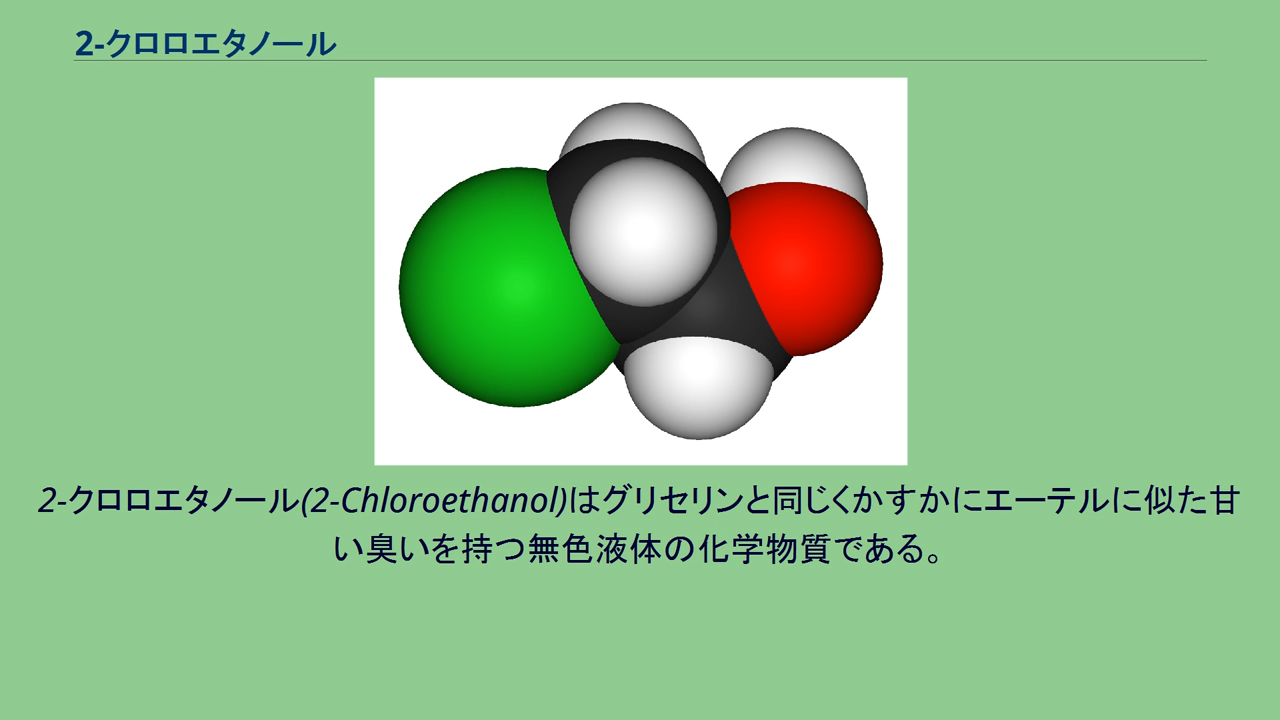 2-クロロエタノール
2-クロロエタノール(2-Chloroethanol)はグリセリンと同じくかすかにエーテルに似た甘
い臭いを持つ無色液体の化学物質である。